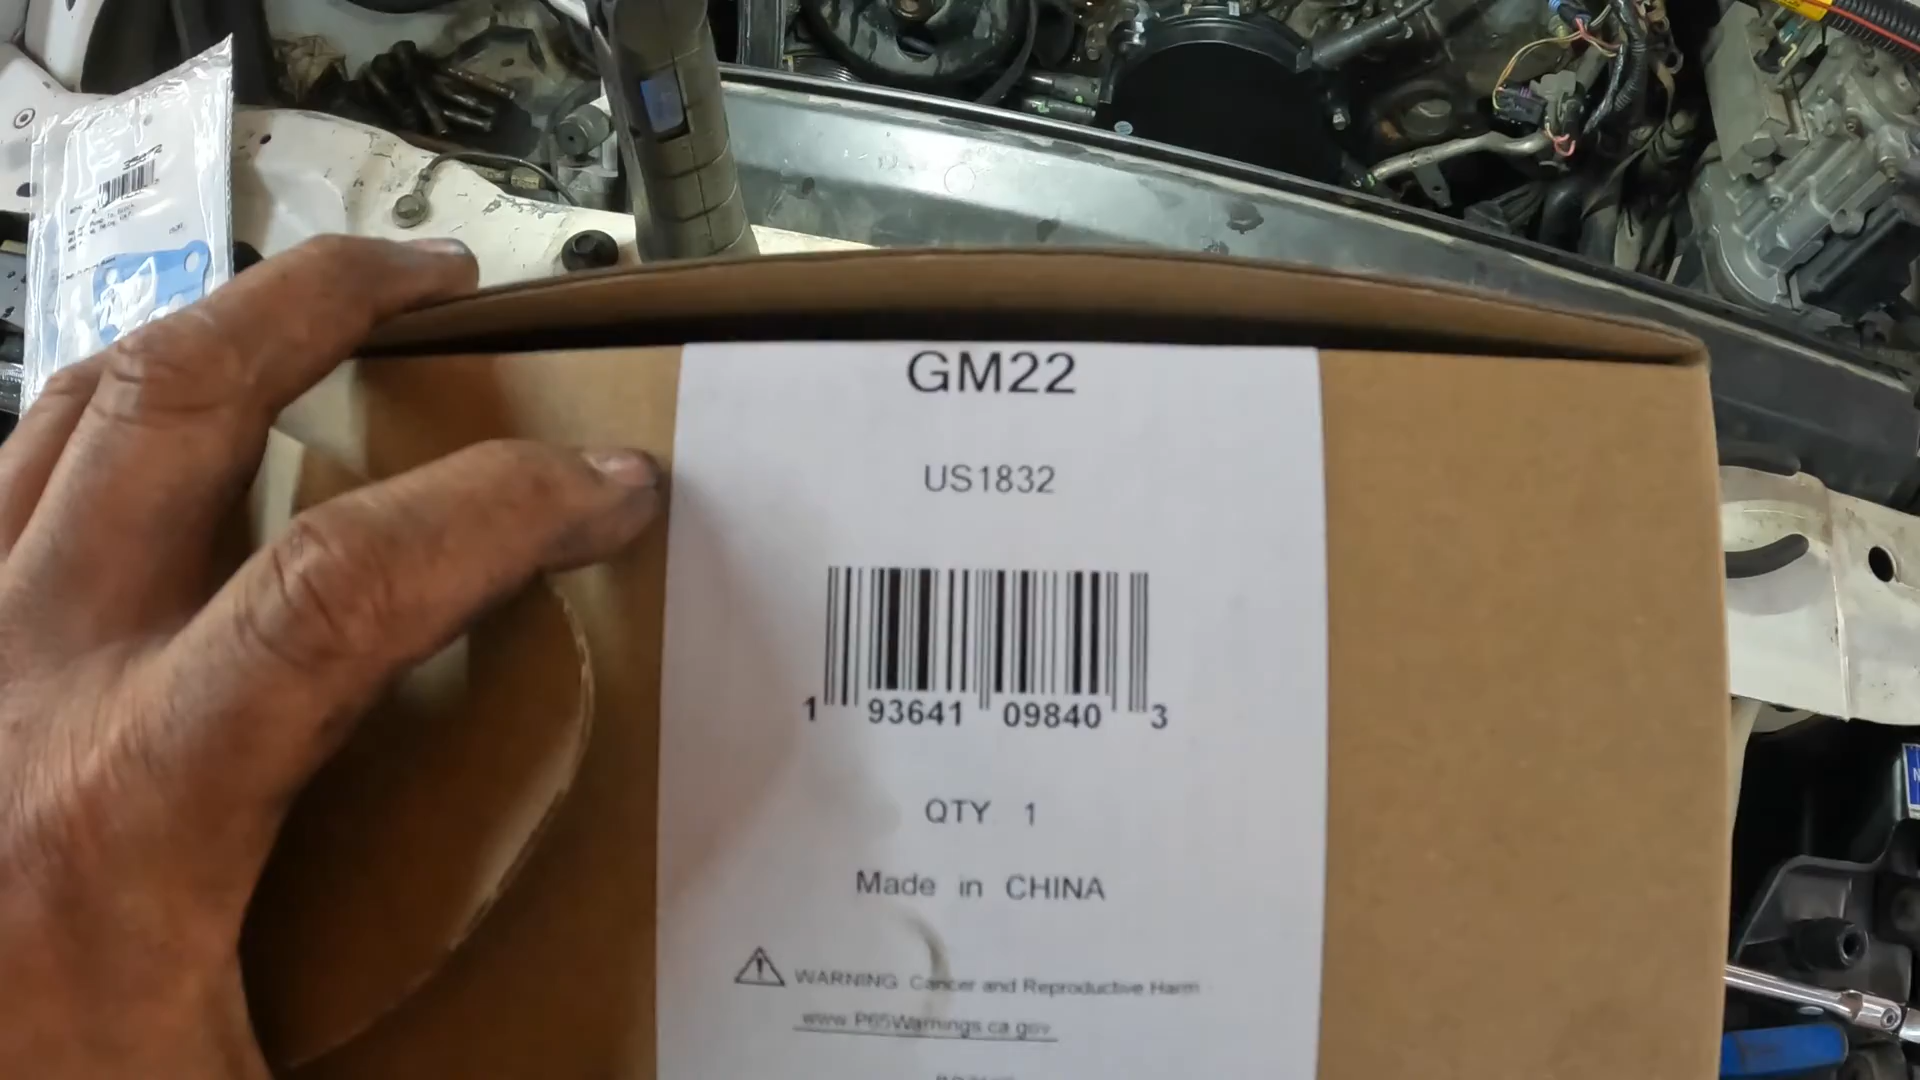 GM22
US1832
1 93641 09840 3
QTY 1
Made in CHINA
WARNING Cancer and Reproductive Harm
www.P65Warnings.ca.gov